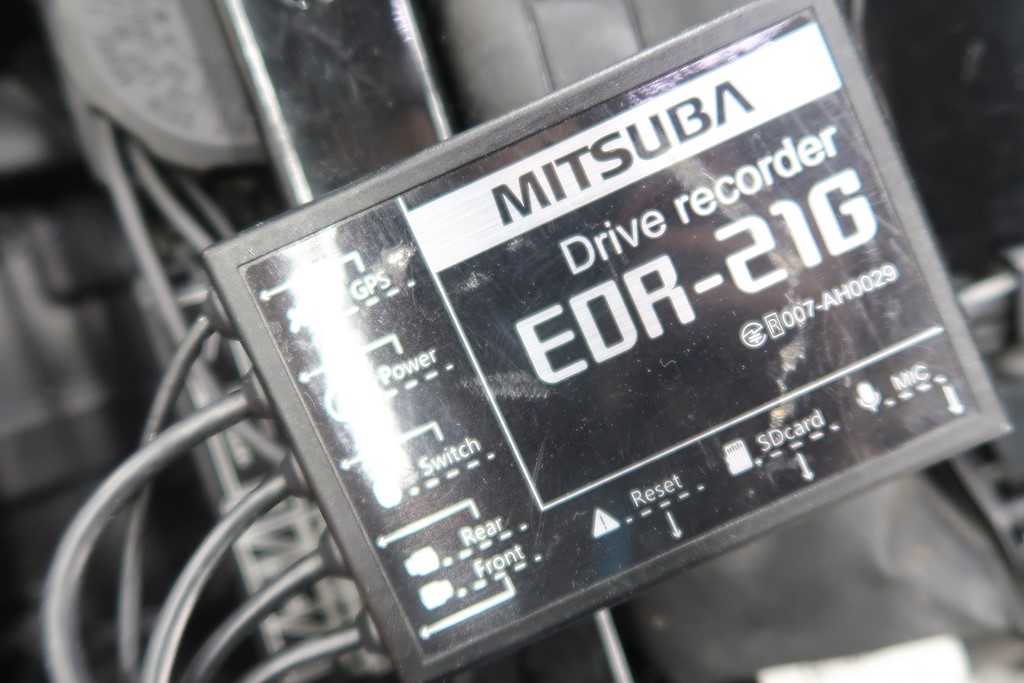 MITSUBA
Drive recorder
EDR-21G
R 007-AH0029
GPS
Power
Switch
Rear
Front
Reset
SDcard
MIC